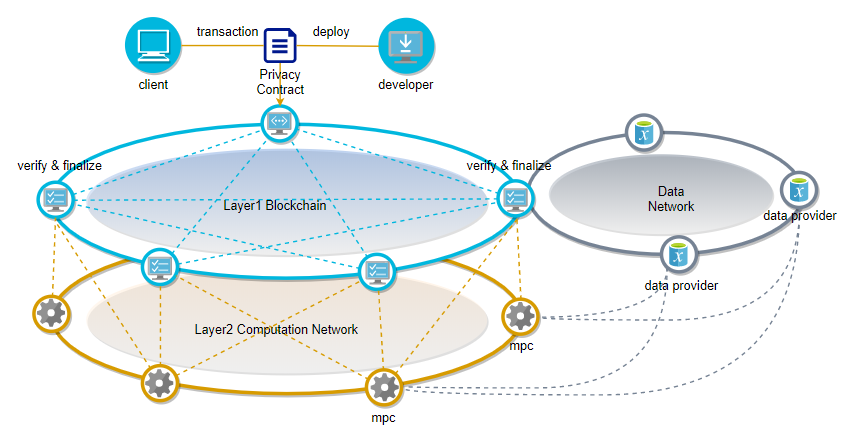 transaction
deploy
client
Privacy
Contract
developer
verify & finalize
verify & finalize
Layer1 Blockchain
Data
Network
data provider
data provider
Layer2 Computation Network
mpc
mpc